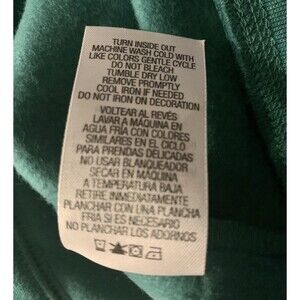 TURN INSIDE OUT
MACHINE WASH COLD WITH
LIKE COLORS GENTLE CYCLE
DO NOT BLEACH
TUMBLE DRY LOW
REMOVE PROMPTLY
COOL IRON IF NEEDED
DO NOT IRON ON DECORATION
VOLTEAR AL REVÉS
LAVAR A MÁQUINA EN
AGUA FRÍA CON COLORES
SIMILARES EN EL CICLO
PARA PRENDAS DELICADAS
NO USAR BLANQUEADOR
SECAR EN MÁQUINA
A TEMPERATURA BAJA
RETIRE INMEDIATAMENTE
PLANCHAR CON UNA PLANCHA
FRIA SI ES NECESARIO
NO PLANCHAR LOS ADORNOS